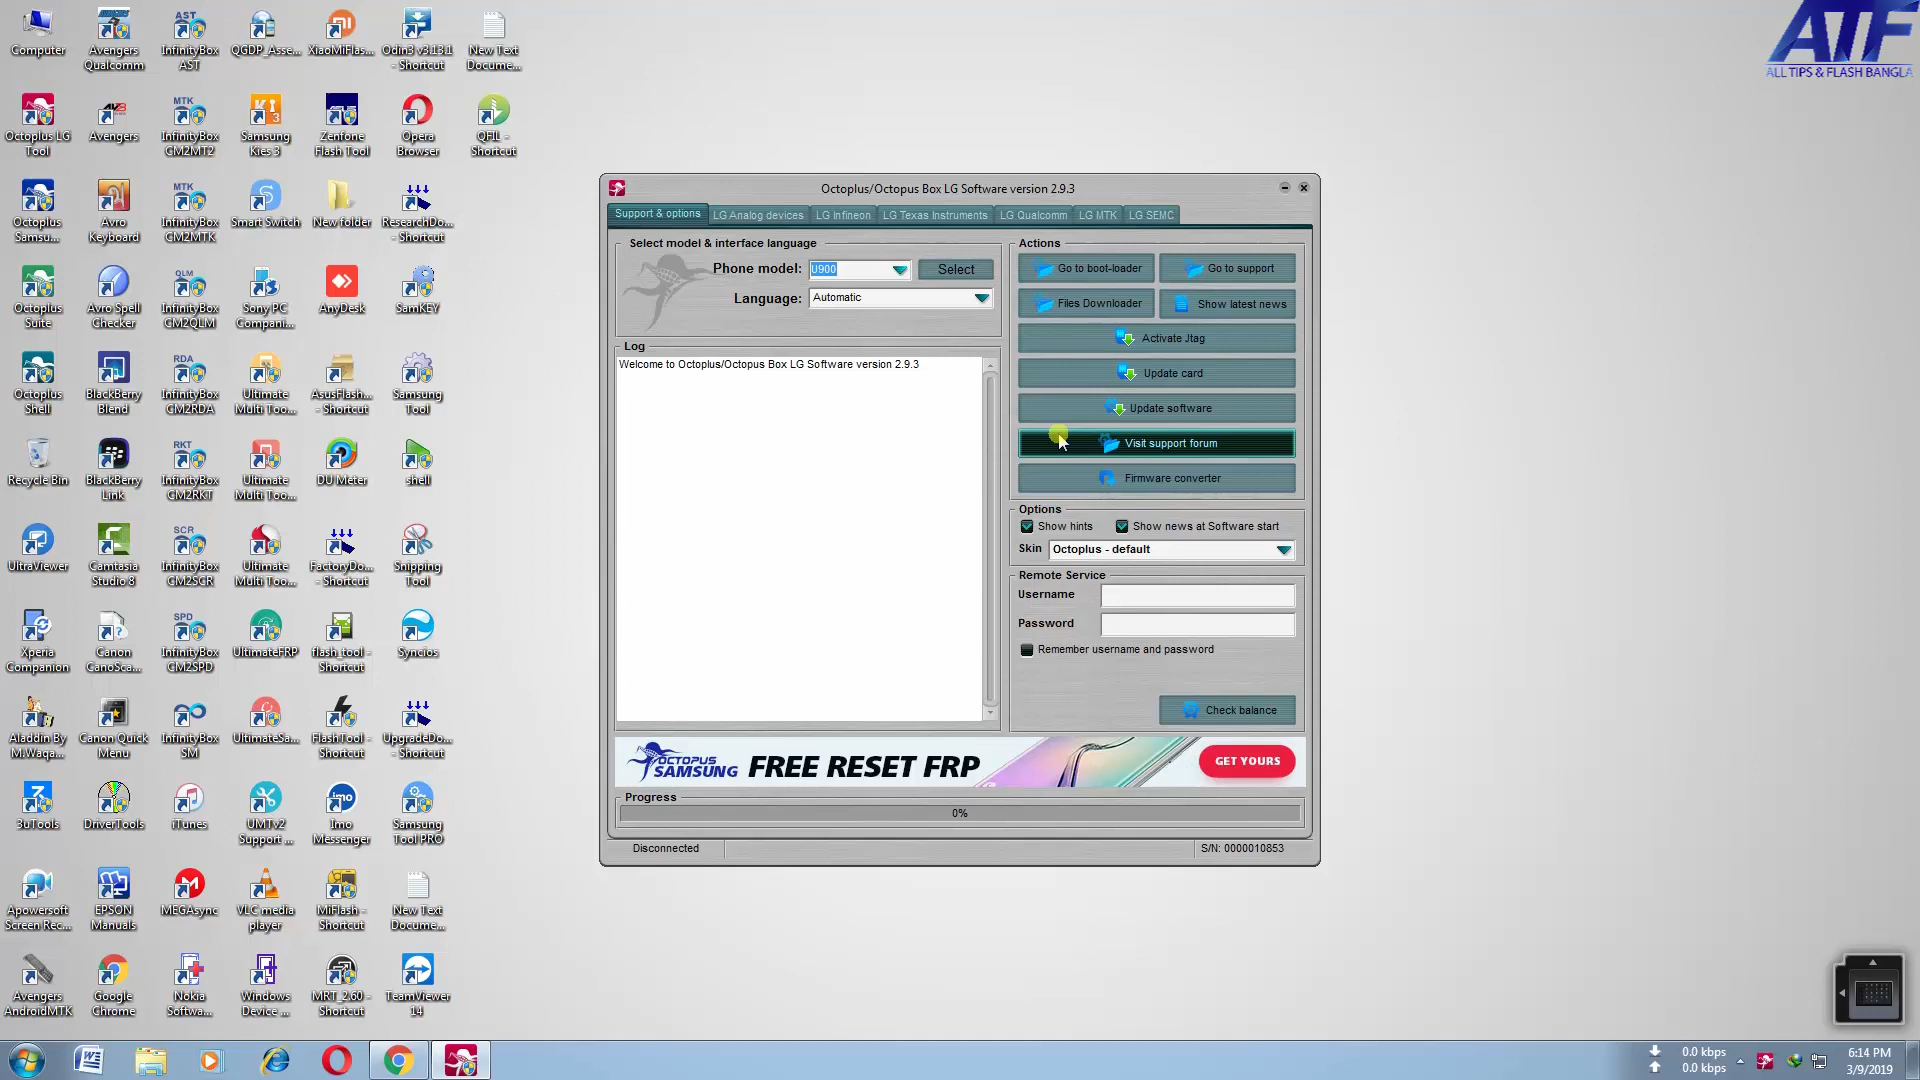 Computer
Avengers Qualcomm
AST
InfinityBox AST
QGDP_Asse...
XiaoMiFlas...
Odin3 v3.13.1 - Shortcut
New Text Docume...
ATF
ALL TIPS & FLASH BANGLA
Octoplus LG Tool
Avengers
MTK
InfinityBox CM2MT2
Samsung Kies 3
Zenfone Flash Tool
Opera Browser
QFIL - Shortcut
Octoplus Samsu...
Avro Keyboard
MTK
InfinityBox CM2MTK
Smart Switch
New folder
ResearchDo... - Shortcut
Octoplus Suite
Avro Spell Checker
QLM
InfinityBox CM2QLM
Sony PC Compani...
AnyDesk
SamKEY
Octoplus Shell
BlackBerry Blend
RDA
InfinityBox CM2RDA
Ultimate Multi Too...
AsusFlash... - Shortcut
Samsung Tool
Recycle Bin
BlackBerry Link
RKT
InfinityBox CM2RKT
Ultimate Multi Too...
DU Meter
shell
UltraViewer
Camtasia Studio 8
SCR
InfinityBox CM2SCR
Ultimate Multi Too...
FactoryDo... - Shortcut
Snipping Tool
Xperia Companion
Canon CanoSca...
SPD
InfinityBox CM2SPD
UltimateFRP
flash_tool - Shortcut
Syncios
Aladdin By M.Waqa...
Canon Quick Menu
InfinityBox SM
UltimateSa...
FlashTool - Shortcut
UpgradeDo... - Shortcut
3uTools
DriverTools
iTunes
UMTv2 Support ...
Imo Messenger
Samsung Tool PRO
Apowersoft Screen Rec...
EPSON Manuals
MEGAsync
VLC media player
MiFlash - Shortcut
New Text Docume...
Avengers AndroidMTK
Google Chrome
Nokia Softwa...
Windows Device ...
MRT_2.60 - Shortcut
TeamViewer 14
Octoplus/Octopus Box LG Software version 2.9.3
Support & options
LG Analog devices
LG Infineon
LG Texas Instruments
LG Qualcomm
LG MTK
LG SEMC
Select model & interface language
Phone model: U900
Select
Language: Automatic
Log
Welcome to Octoplus/Octopus Box LG Software version 2.9.3
Actions
Go to boot-loader
Go to support
Files Downloader
Show latest news
Activate Jtag
Update card
Update software
Visit support forum
Firmware converter
Options
Show hints
Show news at Software start
Skin Octoplus - default
Remote Service
Username
Password
Remember username and password
Check balance
OCTOPUS SAMSUNG FREE RESET FRP
GET YOURS
Progress
0%
Disconnected
S/N: 0000010853
0.0 kbps
0.0 kbps
6:14 PM
3/9/2019